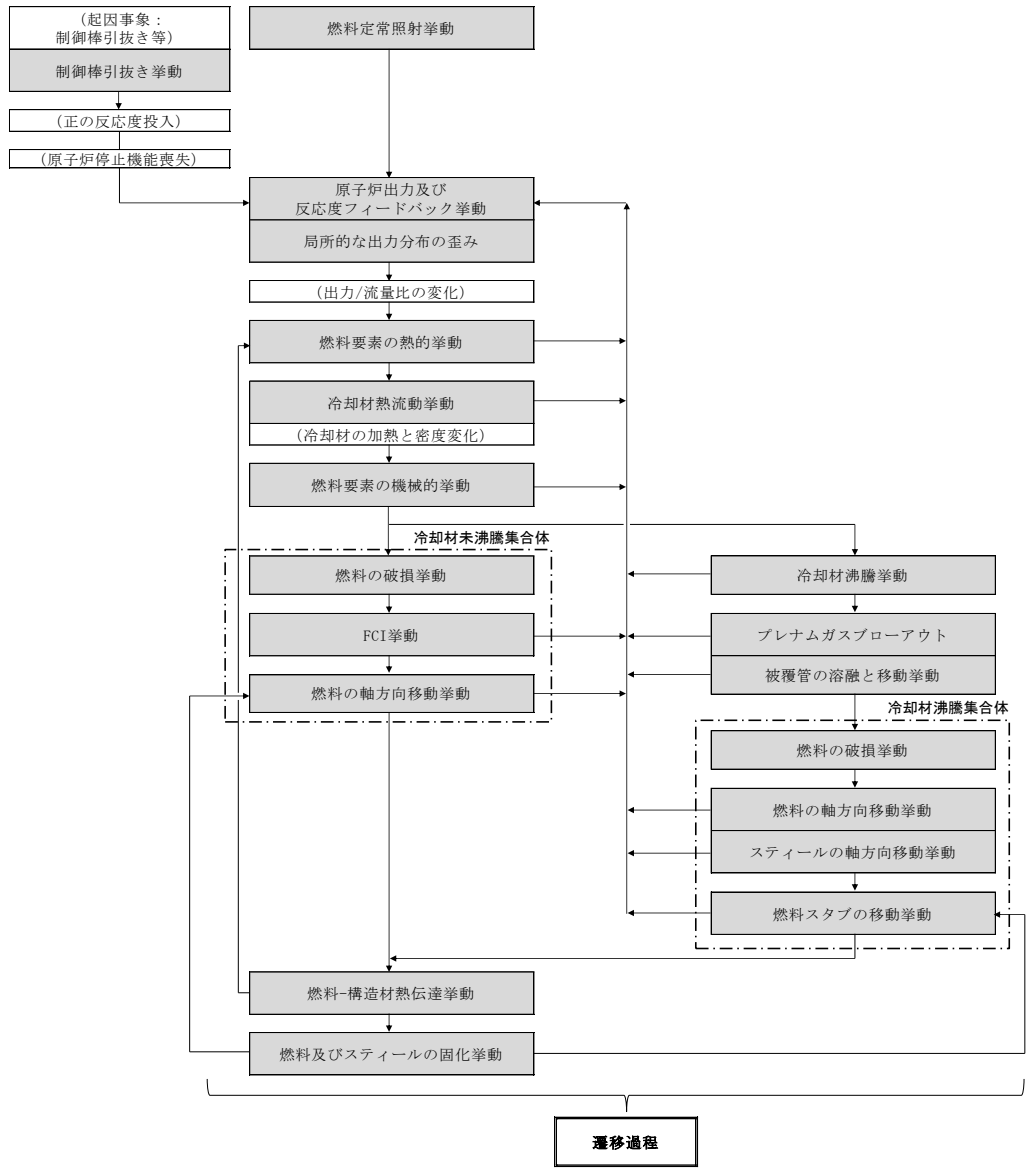 (起因事象：
制御棒引抜き等)
制御棒引抜き挙動
(正の反応度投入)
(原子炉停止機能喪失)
燃料定常照射挙動
原子炉出力及び
反応度フィードバック挙動
局所的な出力分布の歪み
(出力/流量比の変化)
燃料要素の熱的挙動
冷却材熱流動挙動
(冷却材の加熱と密度変化)
燃料要素の機械的挙動
冷却材未沸騰集合体
燃料の破損挙動
FCI挙動
燃料の軸方向移動挙動
冷却材沸騰挙動
プレナムガスブローアウト
被覆管の溶融と移動挙動
冷却材沸騰集合体
燃料の破損挙動
燃料の軸方向移動挙動
スティールの軸方向移動挙動
燃料スタブの移動挙動
燃料-構造材熱伝達挙動
燃料及びスティールの固化挙動
遷移過程